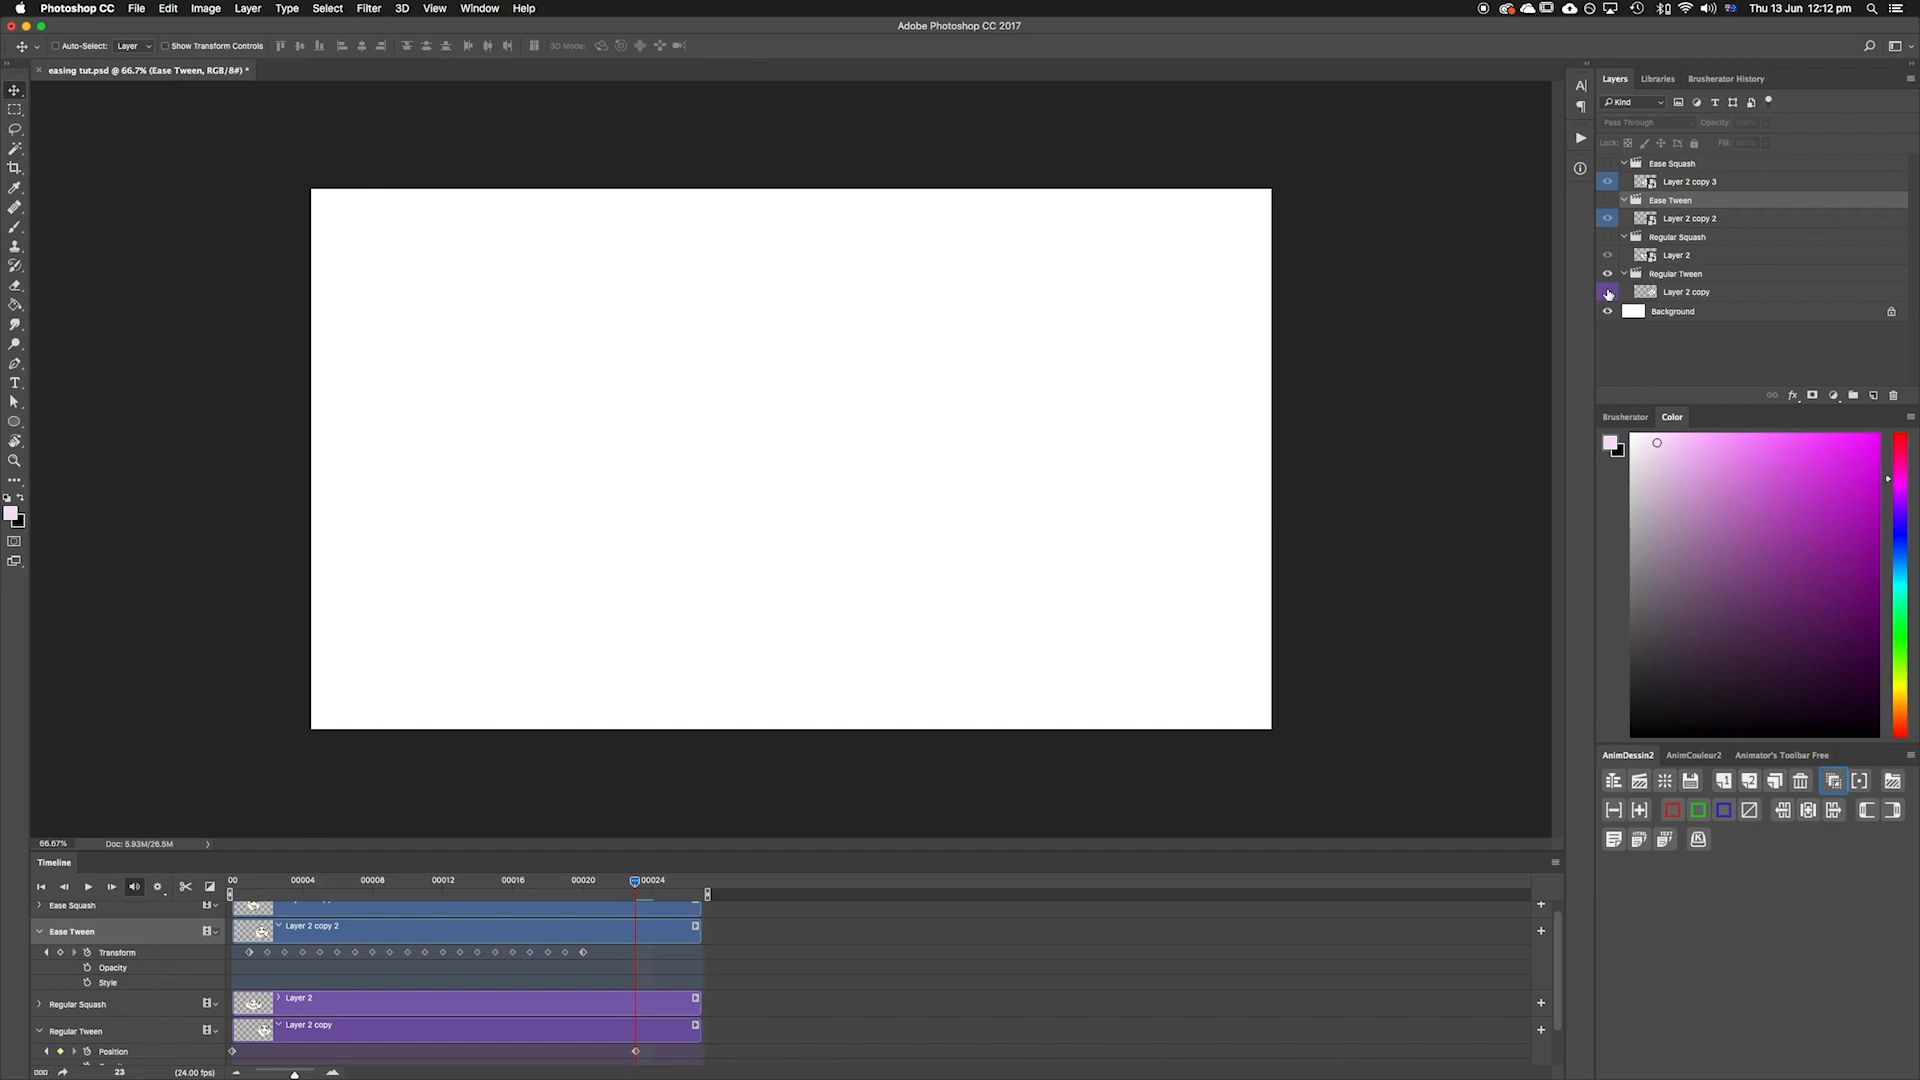 Photoshop CC File Edit Image Layer Type Select Filter 3D View Window Help Thu 13 Jun 12:12 pm
Adobe Photoshop CC 2017
Auto-Select: Layer Show Transform Controls 3D Mode:
easing tut.psd @ 66.7% (Ease Tween, RGB/8#) *
Layers Libraries Brusherator History
Kind
Pass Through Opacity: 100%
Lock: Fill: 100%
Ease Squash
Layer 2 copy 3
Ease Tween
Layer 2 copy 2
Regular Squash
Layer 2
Regular Tween
Layer 2 copy
Background
fx
Brusherator Color
AnimDessin2 AnimCouleur2 Animator's Toolbar Free
66.67% Doc: 5.93M/26.5M
Timeline
00 00004 00008 00012 00016 00020 00024
Ease Squash
Ease Tween Layer 2 copy 2
Transform
Opacity
Style
Regular Squash Layer 2
Regular Tween Layer 2 copy
Position
23 (24.00 fps)